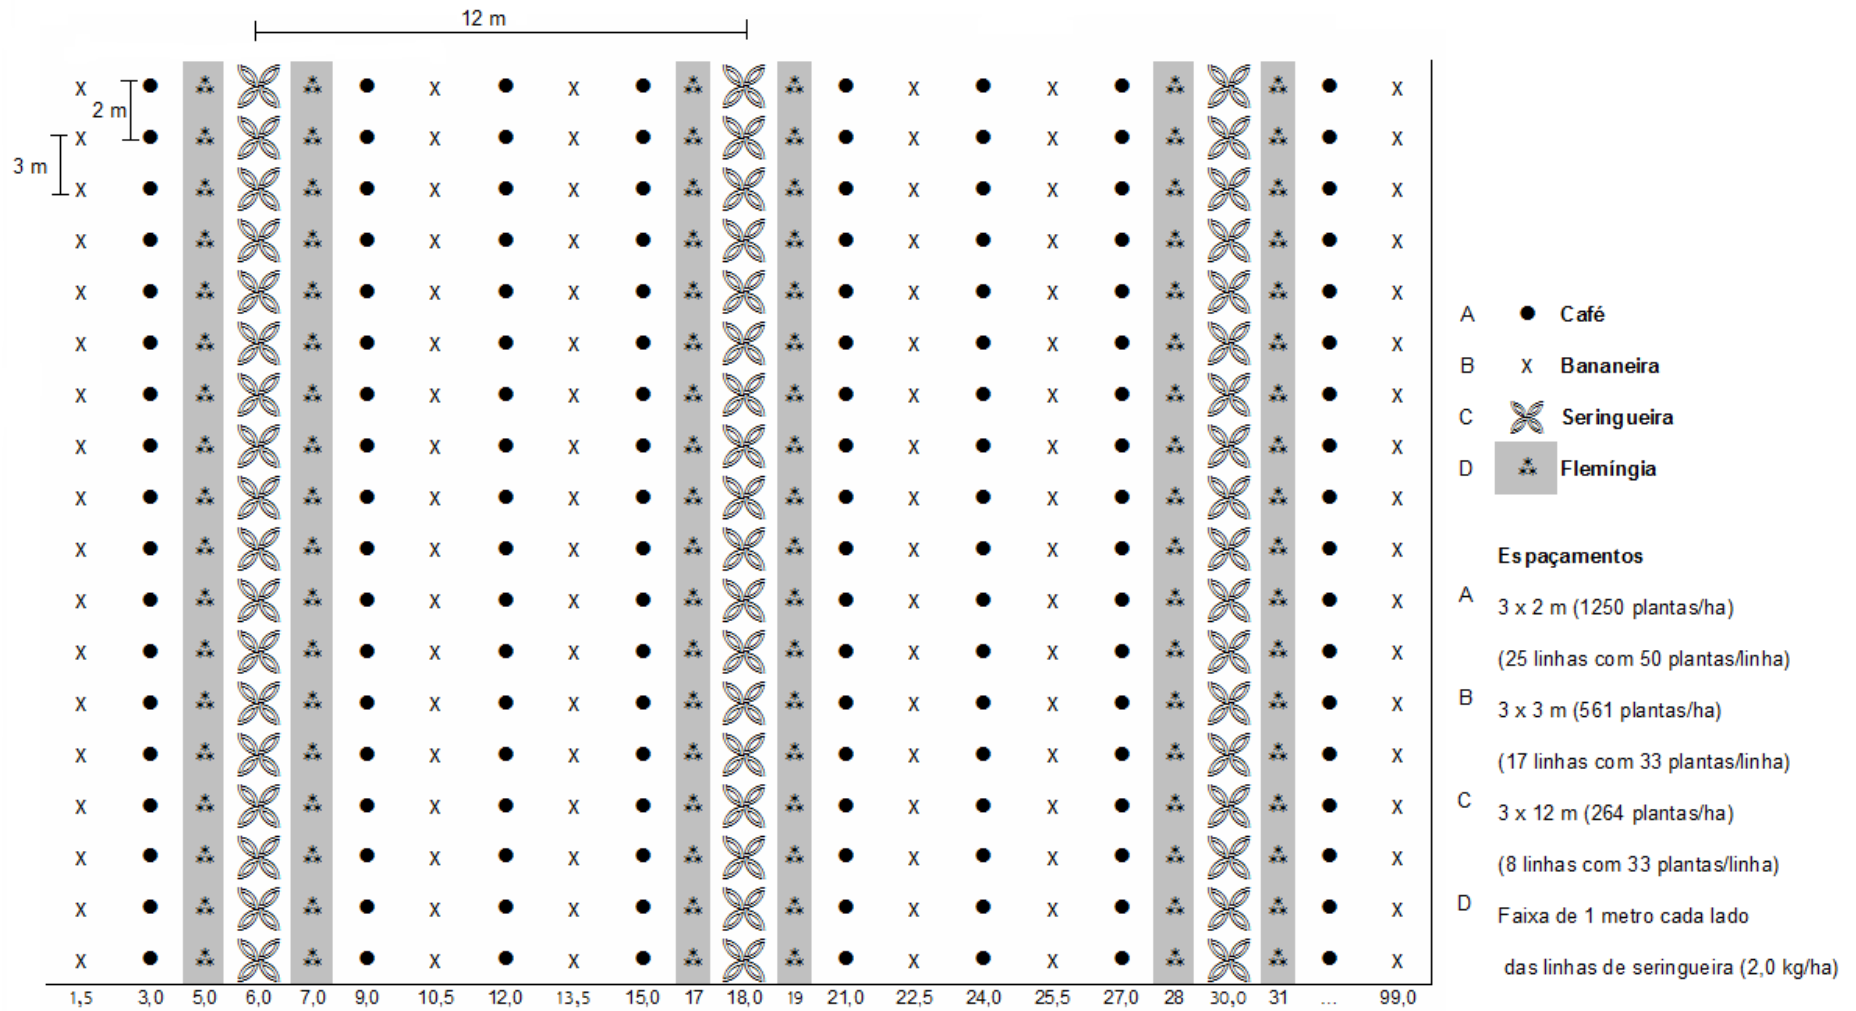 12 m
2 m
3 m
A Café
B X Bananeira
C Seringueira
D Flemíngia
Espaçamentos
A 3 x 2 m (1250 plantas/ha)
(25 linhas com 50 plantas/linha)
B 3 x 3 m (561 plantas/ha)
(17 linhas com 33 plantas/linha)
C 3 x 12 m (264 plantas/ha)
(8 linhas com 33 plantas/linha)
D Faixa de 1 metro cada lado
das linhas de seringueira (2,0 kg/ha)
1,5 3,0 5,0 6,0 7,0 9,0 10,5 12,0 13,5 15,0 17 18,0 19 21,0 22,5 24,0 25,5 27,0 28 30,0 31 ... 99,0